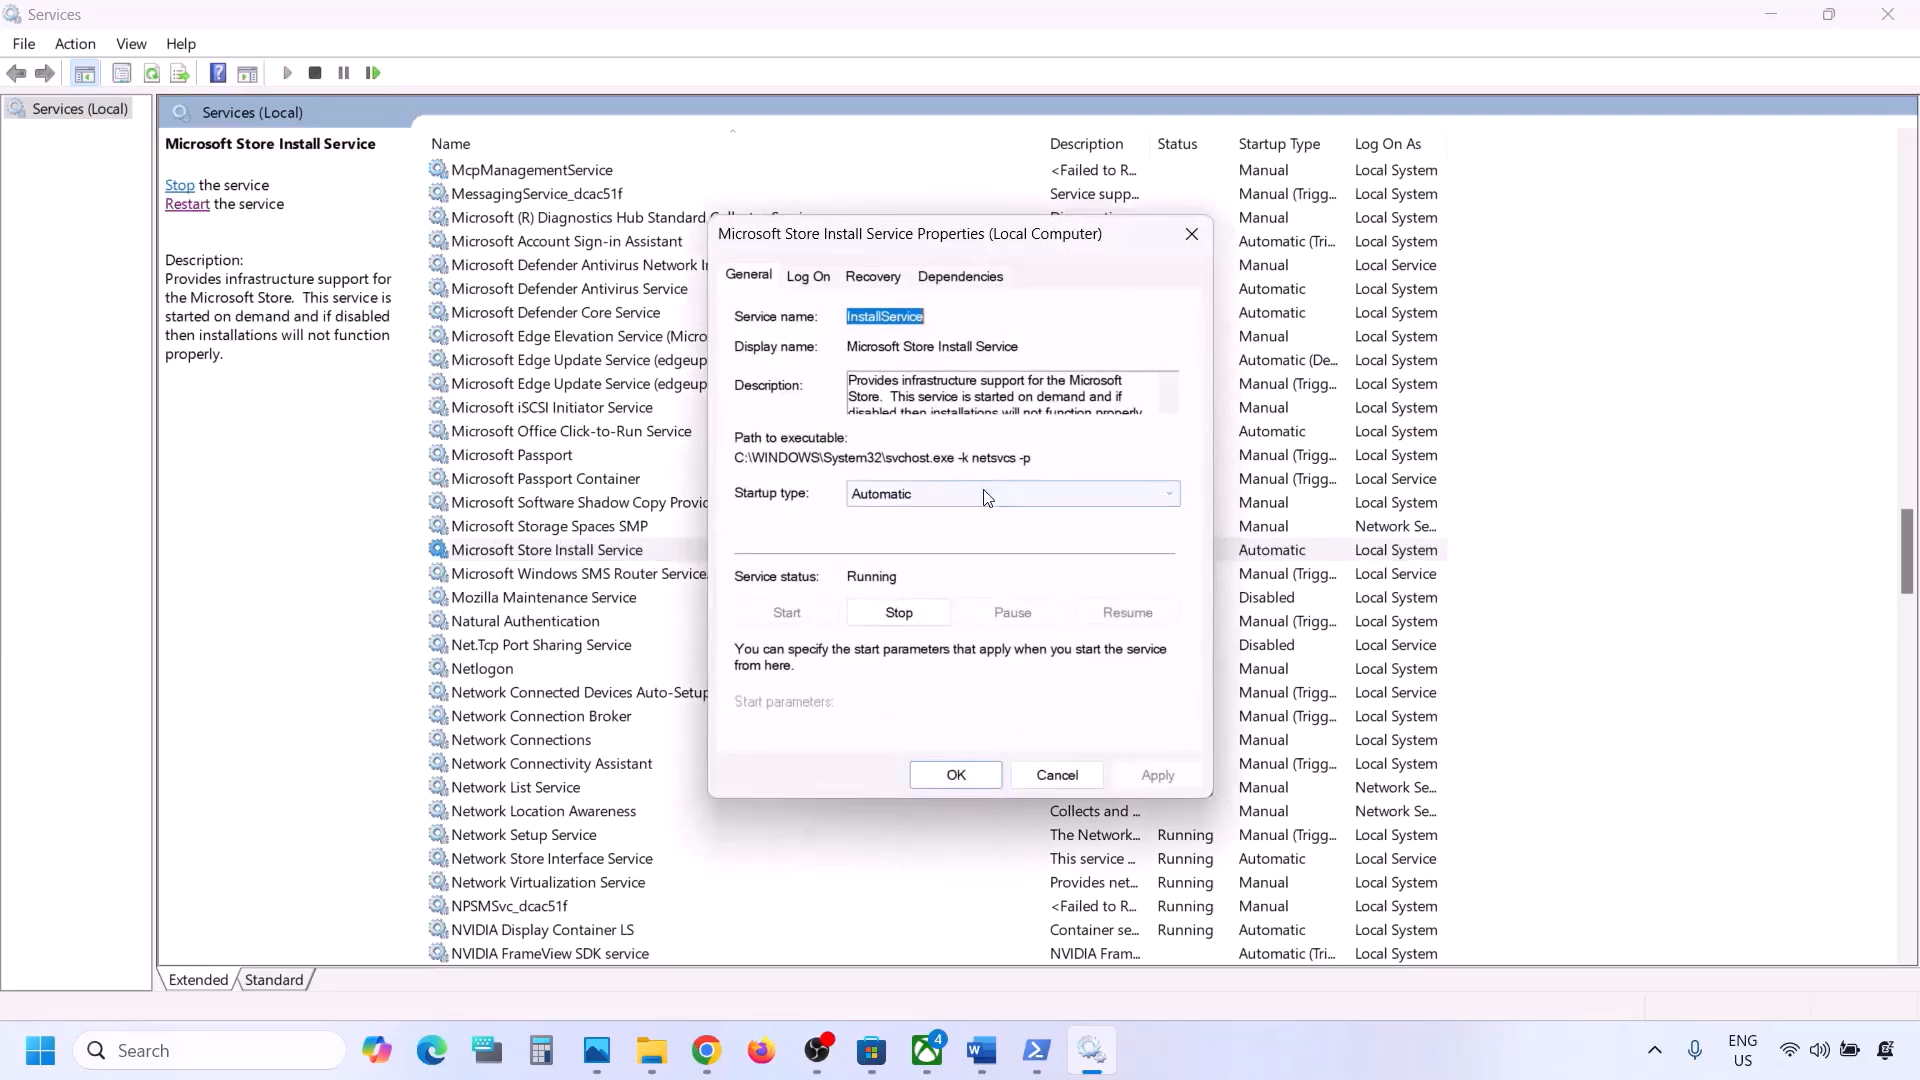 Services
File Action View Help
Services (Local)
Services (Local)
Microsoft Store Install Service
Stop the service
Restart the service
Description:
Provides infrastructure support for
the Microsoft Store. This service is
started on demand and if disabled
then installations will not function
properly.
Name Description Status Startup Type Log On As
McpManagementService <Failed to R... Manual Local System
MessagingService_dcac51f Service supp... Manual (Trigg... Local System
Microsoft (R) Diagnostics Hub Standard Manual Local System
Microsoft Account Sign-in Assistant Automatic (Tri... Local System
Microsoft Defender Antivirus Network Manual Local Service
Microsoft Defender Antivirus Service Automatic Local System
Microsoft Defender Core Service Automatic Local System
Microsoft Edge Elevation Service (Micro Manual Local System
Microsoft Edge Update Service (edgeup Automatic (De... Local System
Microsoft Edge Update Service (edgeup Manual (Trigg... Local System
Microsoft iSCSI Initiator Service Manual Local System
Microsoft Office Click-to-Run Service Automatic Local System
Microsoft Passport Manual Local System
Microsoft Passport Container Manual (Trigg... Local System
Microsoft Software Shadow Copy Provi Manual Local System
Microsoft Storage Spaces SMP Manual Network Se...
Microsoft Store Install Service Automatic Local System
Microsoft Windows SMS Router Service. Manual (Trigg... Local Service
Mozilla Maintenance Service Disabled Local System
Natural Authentication Manual (Trigg... Local System
Net.Tcp Port Sharing Service Disabled Local Service
Netlogon Manual Local System
Network Connected Devices Auto-Setup Manual (Trigg... Local Service
Network Connection Broker Manual (Trigg... Local System
Network Connections Manual Local System
Network Connectivity Assistant Manual (Trigg... Local System
Network List Service Manual Network Se...
Network Location Awareness Collects and ... Manual Network Se...
Network Setup Service The Network... Running Manual (Trigg... Local System
Network Store Interface Service This service ... Running Automatic Local Service
Network Virtualization Service Provides net... Running Manual Local System
NPSMSvc_dcac51f <Failed to R... Running Manual Local System
NVIDIA Display Container LS Container se... Running Automatic Local System
NVIDIA FrameView SDK service NVIDIA Fram... Automatic (Tri... Local System
Microsoft Store Install Service Properties (Local Computer)
General Log On Recovery Dependencies
Service name: InstallService
Display name: Microsoft Store Install Service
Description: Provides infrastructure support for the Microsoft
Store. This service is started on demand and if
disabled then installations will not function properly
Path to executable:
C:\WINDOWS\System32\svchost.exe -k netsvcs -p
Startup type: Automatic
Service status: Running
Start Stop Pause Resume
You can specify the start parameters that apply when you start the service
from here.
Start parameters:
OK Cancel Apply
Extended Standard
Search
4
ENG
US